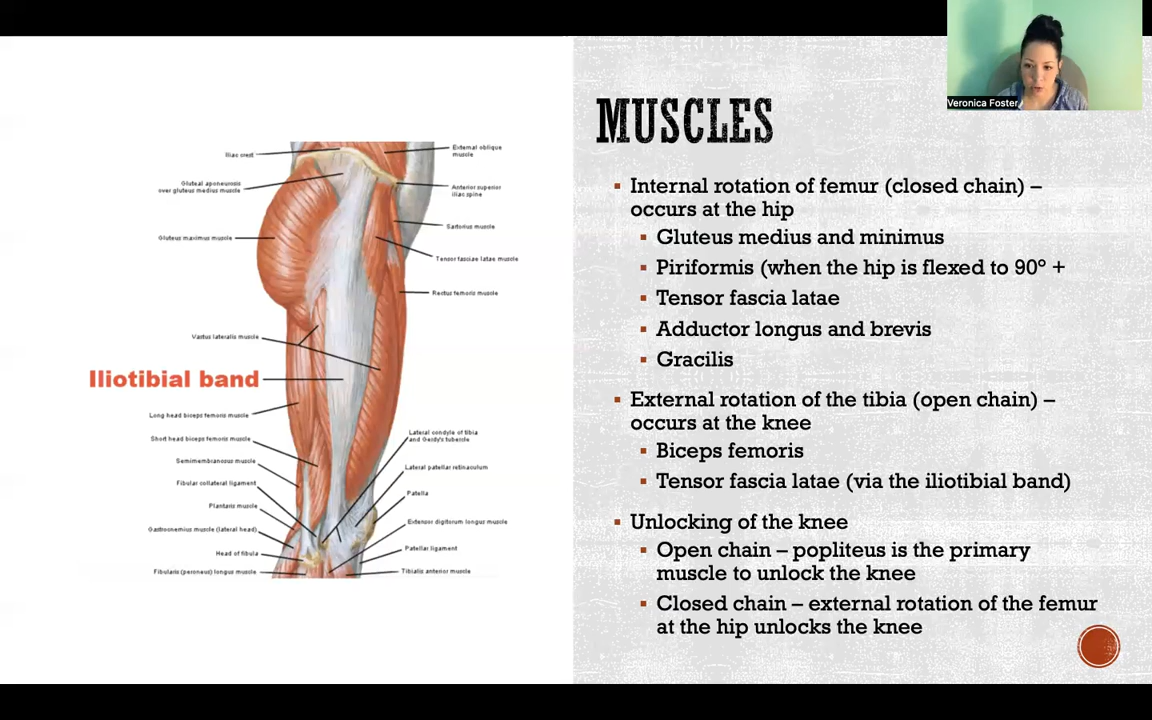 Veronica Foster
MUSCLES
Iliac crest
External oblique
muscle
Gluteal aponeurosis
over gluteus medius muscle
Anterior superior
iliac spine
Sartorius muscle
Gluteus maximus muscle
Tensor fasciae latae muscle
Rectus femoris muscle
Vastus lateralis muscle
Iliotibial band
Long head biceps femoris muscle
Lateral condyle of tibia
and Gerdy's tubercle
Short head biceps femoris muscle
Semimembranosus muscle
Lateral patellar retinaculum
Fibular collateral ligament
Patella
Plantaris muscle
Extensor digitorum longus muscle
Gastrocnemius muscle (lateral head)
Patellar ligament
Head of fibula
Fibularis (peroneus) longus muscle
Tibialis anterior muscle
▪ Internal rotation of femur (closed chain) –
occurs at the hip
▪ Gluteus medius and minimus
▪ Piriformis (when the hip is flexed to 90° +
▪ Tensor fascia latae
▪ Adductor longus and brevis
▪ Gracilis
▪ External rotation of the tibia (open chain) –
occurs at the knee
▪ Biceps femoris
▪ Tensor fascia latae (via the iliotibial band)
▪ Unlocking of the knee
▪ Open chain – popliteus is the primary
muscle to unlock the knee
▪ Closed chain – external rotation of the femur
at the hip unlocks the knee